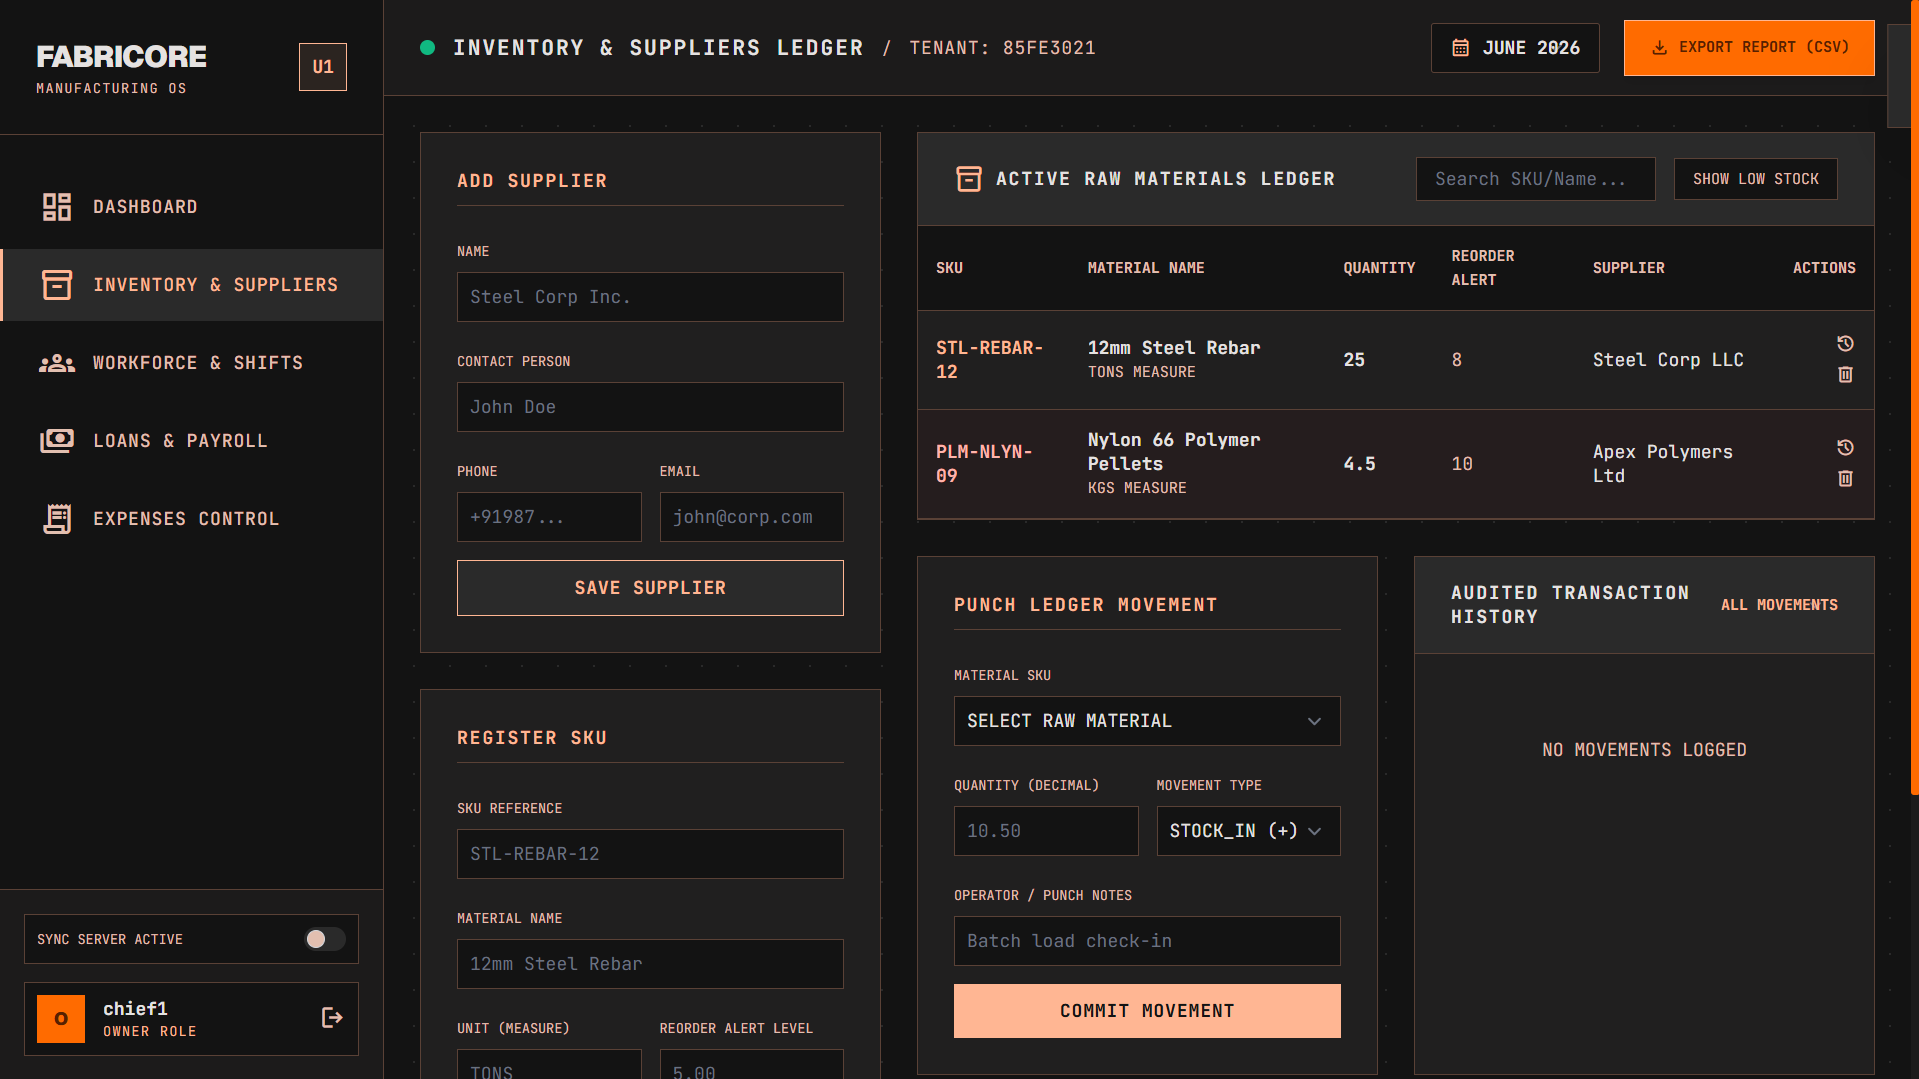 FABRICORE
MANUFACTURING OS
U1
DASHBOARD
INVENTORY & SUPPLIERS
WORKFORCE & SHIFTS
LOANS & PAYROLL
EXPENSES CONTROL
SYNC SERVER ACTIVE
O
chief1
OWNER ROLE
INVENTORY & SUPPLIERS LEDGER / TENANT: 85FE3021
JUNE 2026
EXPORT REPORT (CSV)
ADD SUPPLIER
NAME
Steel Corp Inc.
CONTACT PERSON
John Doe
PHONE EMAIL
+91987... john@corp.com
SAVE SUPPLIER
REGISTER SKU
SKU REFERENCE
STL-REBAR-12
MATERIAL NAME
12mm Steel Rebar
UNIT (MEASURE) REORDER ALERT LEVEL
TONS 5.00
ACTIVE RAW MATERIALS LEDGER
Search SKU/Name...
SHOW LOW STOCK
SKU MATERIAL NAME QUANTITY REORDER ALERT SUPPLIER ACTIONS
STL-REBAR-12 12mm Steel Rebar TONS MEASURE 25 8 Steel Corp LLC
PLM-NLYN-09 Nylon 66 Polymer Pellets KGS MEASURE 4.5 10 Apex Polymers Ltd
PUNCH LEDGER MOVEMENT
MATERIAL SKU
SELECT RAW MATERIAL
QUANTITY (DECIMAL) MOVEMENT TYPE
10.50 STOCK_IN (+)
OPERATOR / PUNCH NOTES
Batch load check-in
COMMIT MOVEMENT
AUDITED TRANSACTION
HISTORY
ALL MOVEMENTS
NO MOVEMENTS LOGGED